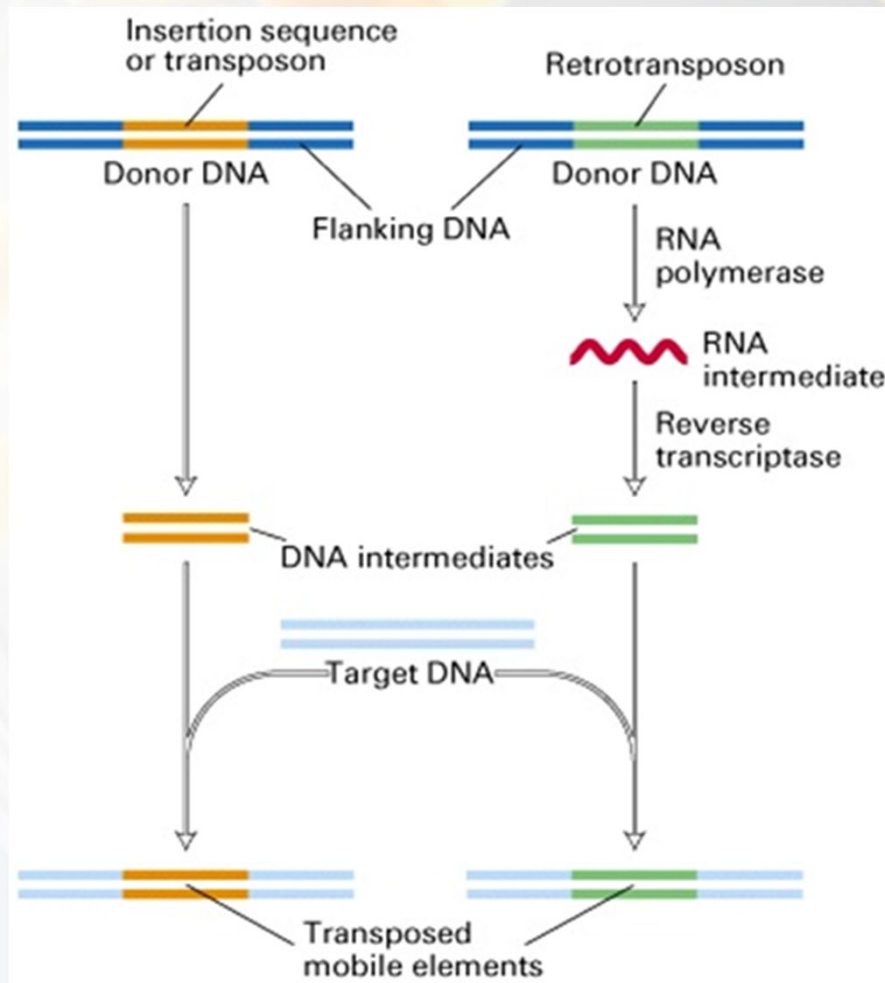 Insertion sequence
or transposon
Retrotransposon
Donor DNA
Donor DNA
Flanking DNA
RNA
polymerase
RNA
intermediate
Reverse
transcriptase
DNA intermediates
Target DNA
Transposed
mobile elements